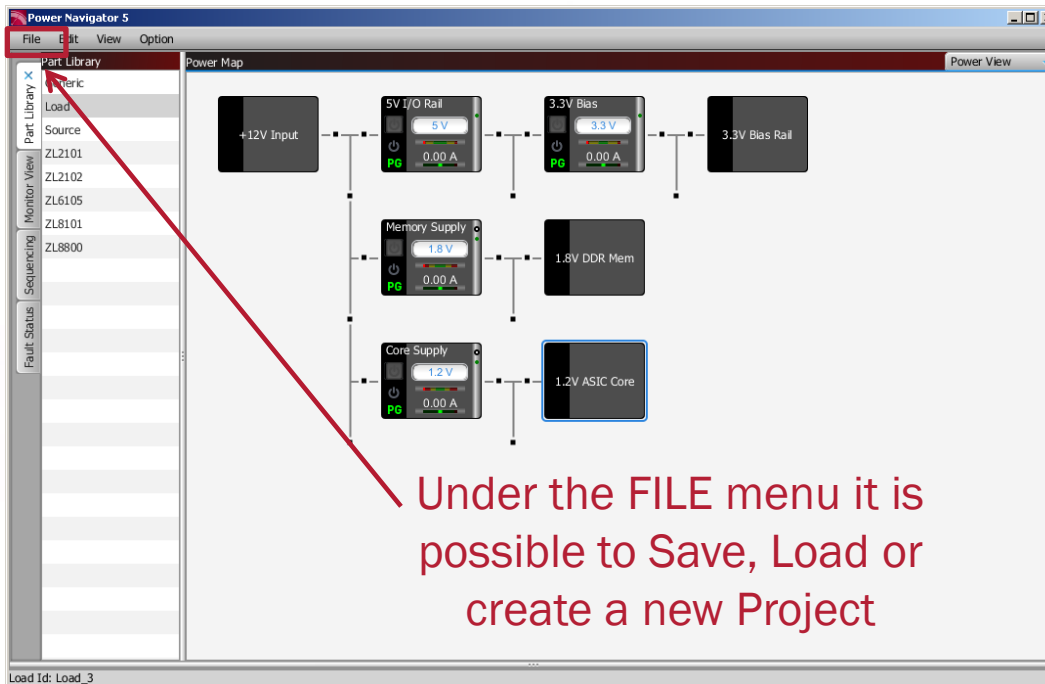 Power Navigator 5
File Edit View Option
Part Library
Monitor View
Sequencing
Fault Status
Part Library
Generic
Load
Source
ZL2101
ZL2102
ZL6105
ZL8101
ZL8800
Power Map
Power View
+12V Input
5V I/O Rail
5 V
0.00 A
PG
3.3V Bias
3.3 V
0.00 A
PG
3.3V Bias Rail
Memory Supply
1.8 V
0.00 A
PG
1.8V DDR Mem
Core Supply
1.2 V
0.00 A
PG
1.2V ASIC Core
Under the FILE menu it is
possible to Save, Load or
create a new Project
Load Id: Load_3